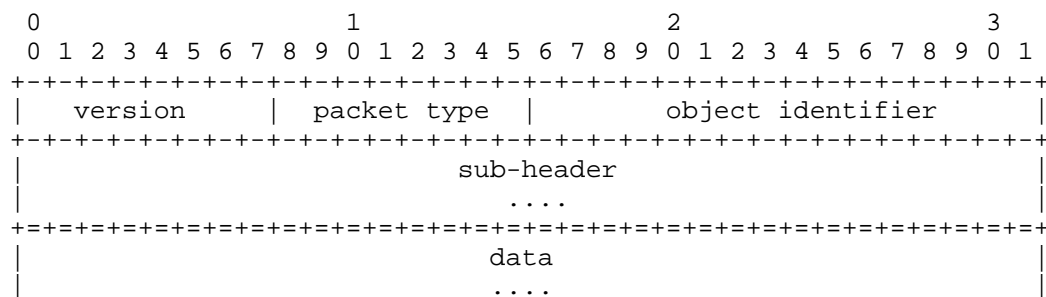 0                   1                   2                   3
 0 1 2 3 4 5 6 7 8 9 0 1 2 3 4 5 6 7 8 9 0 1 2 3 4 5 6 7 8 9 0 1
+-+-+-+-+-+-+-+-+-+-+-+-+-+-+-+-+-+-+-+-+-+-+-+-+-+-+-+-+-+-+-+-+
|   version     |  packet type  |       object identifier       |
+-+-+-+-+-+-+-+-+-+-+-+-+-+-+-+-+-+-+-+-+-+-+-+-+-+-+-+-+-+-+-+-+
|                          sub-header                           |
|                             ....                              |
+=+=+=+=+=+=+=+=+=+=+=+=+=+=+=+=+=+=+=+=+=+=+=+=+=+=+=+=+=+=+=+=+
|                            data                               |
|                            ....                               |